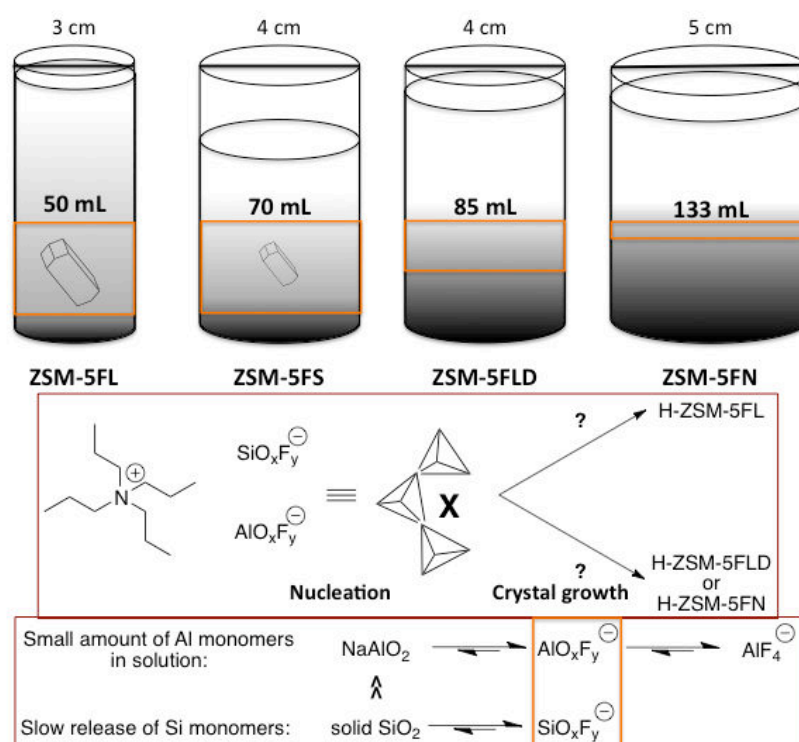 3 cm 4 cm 4 cm 5 cm
50 mL 70 mL 85 mL 133 mL
ZSM-5FL ZSM-5FS ZSM-5FLD ZSM-5FN
? H-ZSM-5FL
SiOxFy⊖
N⊕ ≡ X
AlOxFy⊖
?
H-ZSM-5FLD
or
H-ZSM-5FN
Nucleation Crystal growth
Small amount of Al monomers
in solution: NaAlO2 AlOxFy⊖ AlF4⊖
<<
Slow release of Si monomers: solid SiO2 SiOxFy⊖